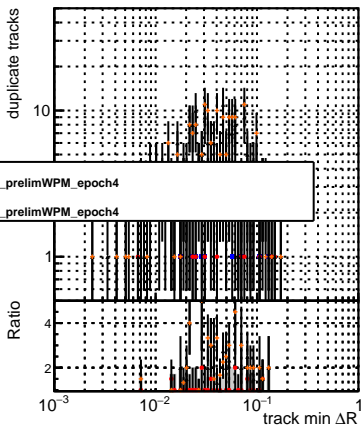 duplicate tracks
10
_prelimWPM_epoch4
_prelimWPM_epoch4
1
Ratio
4
2
10⁻³ 10⁻² 10⁻¹ 1
track min ΔR